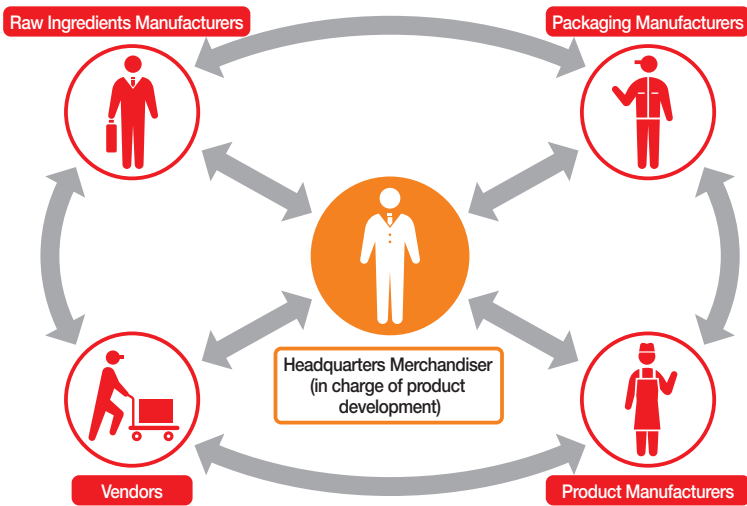 Raw Ingredients Manufacturers
Packaging Manufacturers
Headquarters Merchandiser
(in charge of product
development)
Vendors
Product Manufacturers